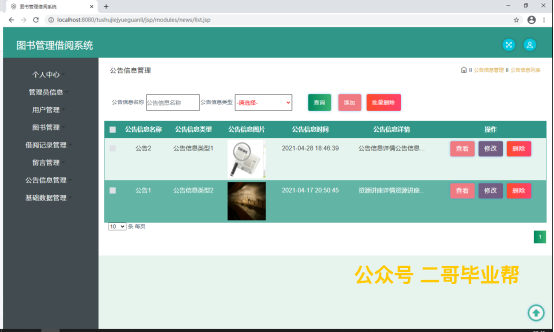 图书管理借阅系统
localhost:8080/tushujieyueguanli/jsp/modules/news/list.jsp
图书管理借阅系统
个人中心
管理员信息
用户管理
图书管理
借阅记录管理
留言管理
公告信息管理
基础数据管理
公告信息管理
公告信息管理 公告信息列表
公告信息名称 公告信息名称 公告信息类型 -请选择- 查询 添加 批量删除
公告信息名称 公告信息类型 公告信息图片 公告信息时间 公告信息详情 操作
公告2 公告信息类型1 2021-04-28 18:46:39 公告信息详情公告信息... 查看 修改 删除
公告1 公告信息类型2 2021-04-17 20:50:45 资源讲座详情资源讲座... 查看 修改 删除
10 条 每页
1
公众号 二哥毕业帮